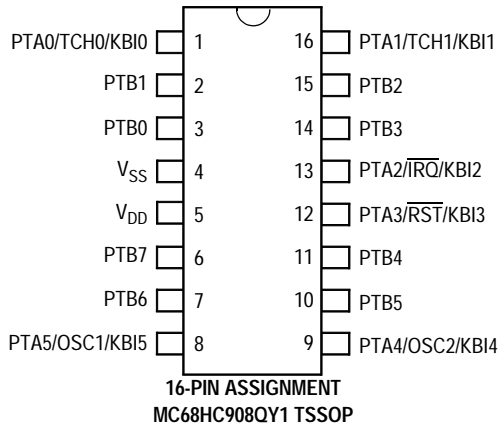 PTA0/TCH0/KBI0 1 16 PTA1/TCH1/KBI1
PTB1 2 15 PTB2
PTB0 3 14 PTB3
VSS 4 13 PTA2/IRQ/KBI2
VDD 5 12 PTA3/RST/KBI3
PTB7 6 11 PTB4
PTB6 7 10 PTB5
PTA5/OSC1/KBI5 8 9 PTA4/OSC2/KBI4
16-PIN ASSIGNMENT
MC68HC908QY1 TSSOP